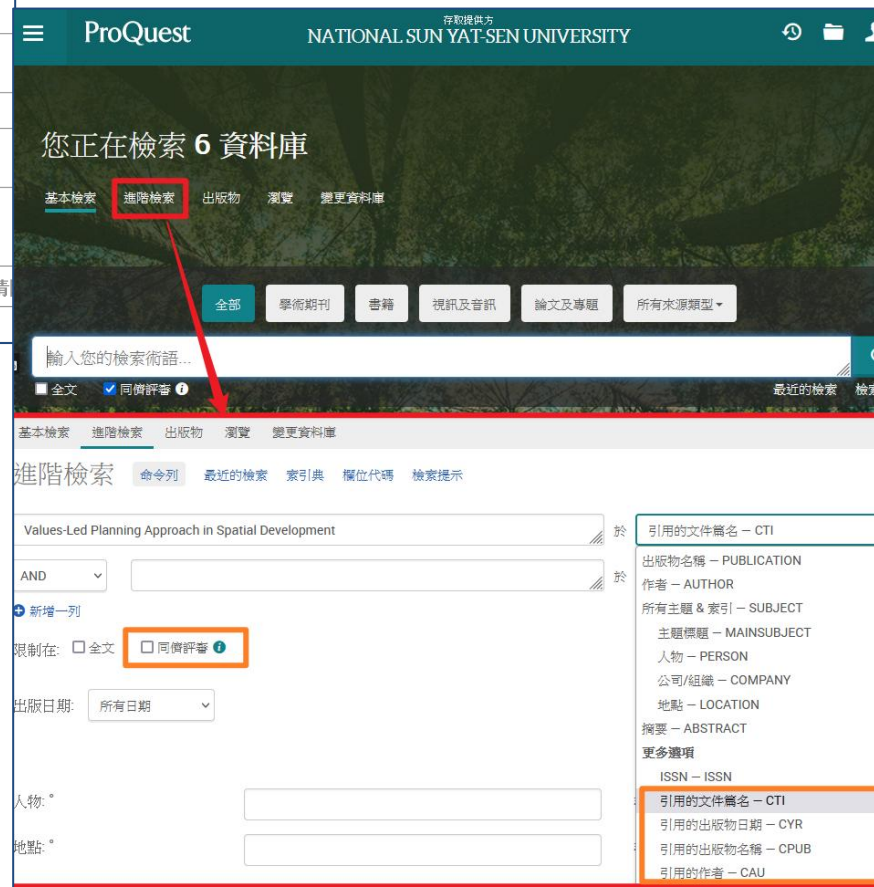 存取提供方
ProQuest NATIONAL SUN YAT-SEN UNIVERSITY
您正在檢索 6 資料庫
基本檢索 進階檢索 出版物 瀏覽 變更資料庫
全部 學術期刊 書籍 視訊及音訊 論文及專題 所有來源類型
輸入您的檢索術語...
全文 同儕評審 最近的檢索
基本檢索 進階檢索 出版物 瀏覽 變更資料庫
進階檢索 命令列 最近的檢索 索引典 欄位代碼 檢索提示
Values-Led Planning Approach in Spatial Development 於 引用的文件篇名 – CTI
AND 於
新增一列
限制在: 全文 同儕評審
出版日期: 所有日期
人物:
地點:
出版物名稱 – PUBLICATION
作者 – AUTHOR
所有主題 & 索引 – SUBJECT
主題標題 – MAINSUBJECT
人物 – PERSON
公司/組織 – COMPANY
地點 – LOCATION
摘要 – ABSTRACT
更多選項
ISSN – ISSN
引用的文件篇名 – CTI
引用的出版物日期 – CYR
引用的出版物名稱 – CPUB
引用的作者 – CAU